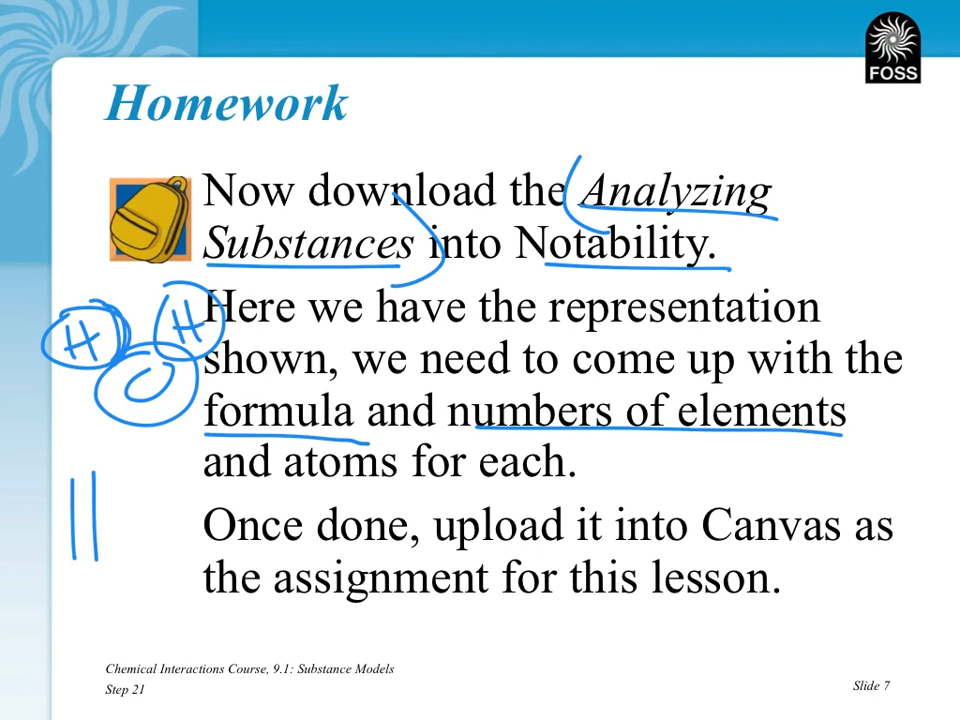 FOSS
Homework
Now download the Analyzing
Substances into Notability.
Here we have the representation
shown, we need to come up with the
formula and numbers of elements
and atoms for each.
Once done, upload it into Canvas as
the assignment for this lesson.
H H
O
Chemical Interactions Course, 9.1: Substance Models
Step 21
Slide 7